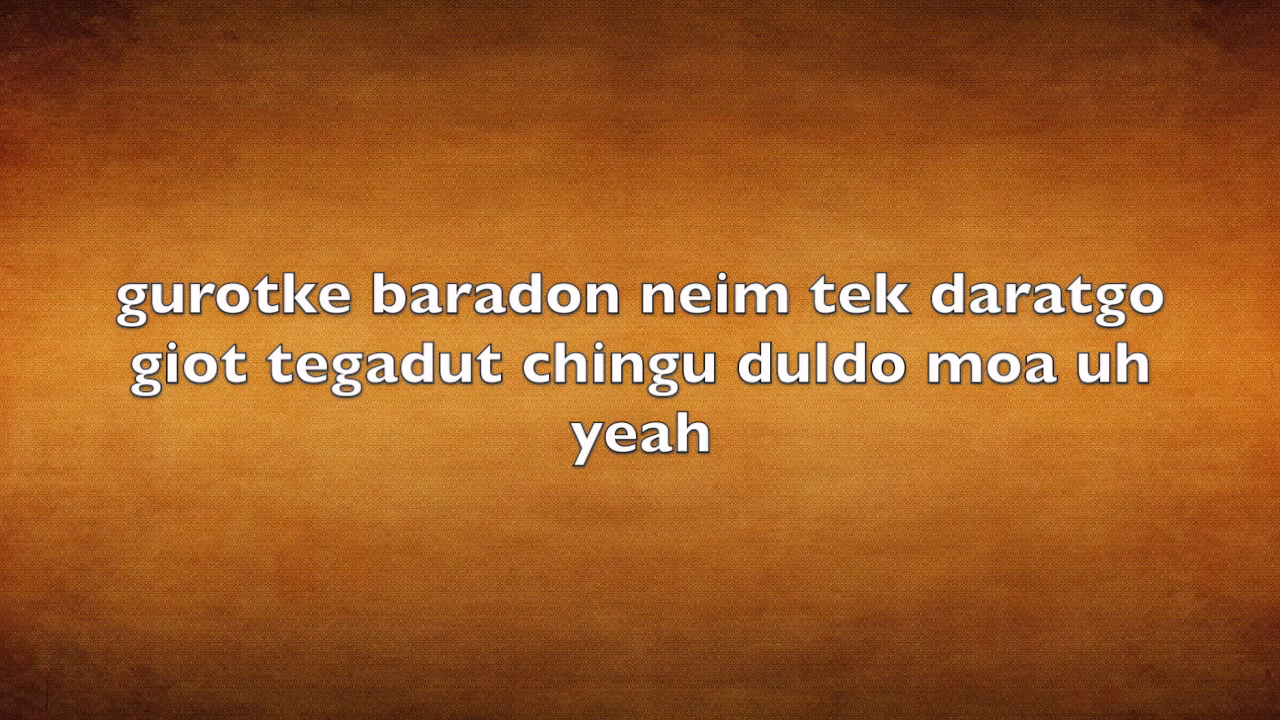 gurotke baradon neim tek daratgo
giot tegadut chingu duldo moa uh
yeah